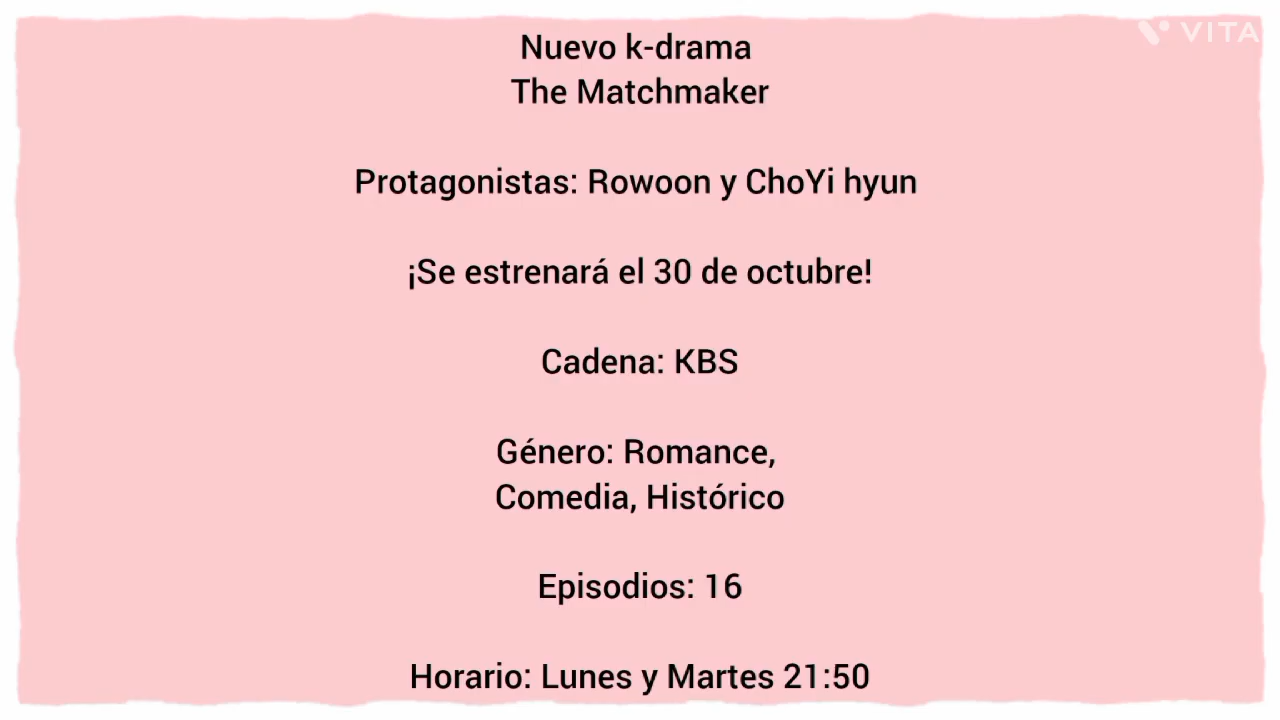 VITA
Nuevo k-drama
The Matchmaker
Protagonistas: Rowoon y ChoYi hyun
¡Se estrenará el 30 de octubre!
Cadena: KBS
Género: Romance,
Comedia, Histórico
Episodios: 16
Horario: Lunes y Martes 21:50